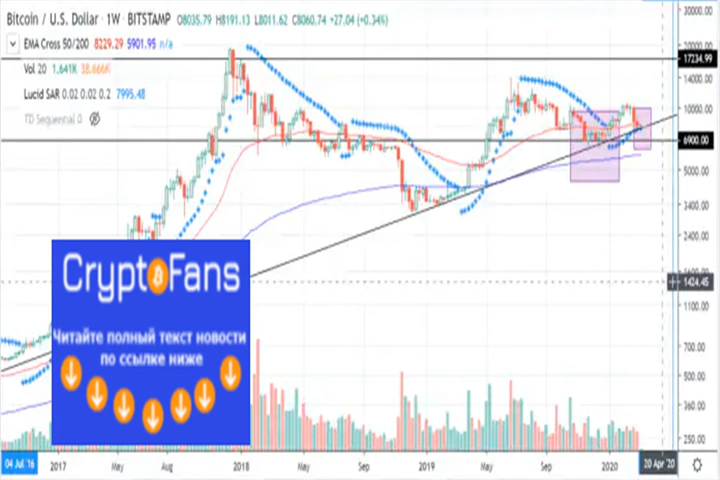 Bitcoin / U.S. Dollar · 1W · BITSTAMP O8035.79 H8191.13 L8011.62 C8060.74 +27.04 (+0.34%)
EMA Cross 50/200 8229.29 5901.95 n/a
Vol 20 1.641K 38.666K
Lucid SAR 0.02 0.02 0.2 7995.48
TD Sequential 0
30000.00
17234.99
14000.00
10000.00
6900.00
5000.00
3400.00
2400.00
1424.45
1100.00
700.00
500.00
360.00
250.00
CryptoFans
Читайте полный текст новости
по ссылке ниже
04 Jul '16 2017 May Aug 2018 May Sep 2019 May Sep 2020 20 Apr '20